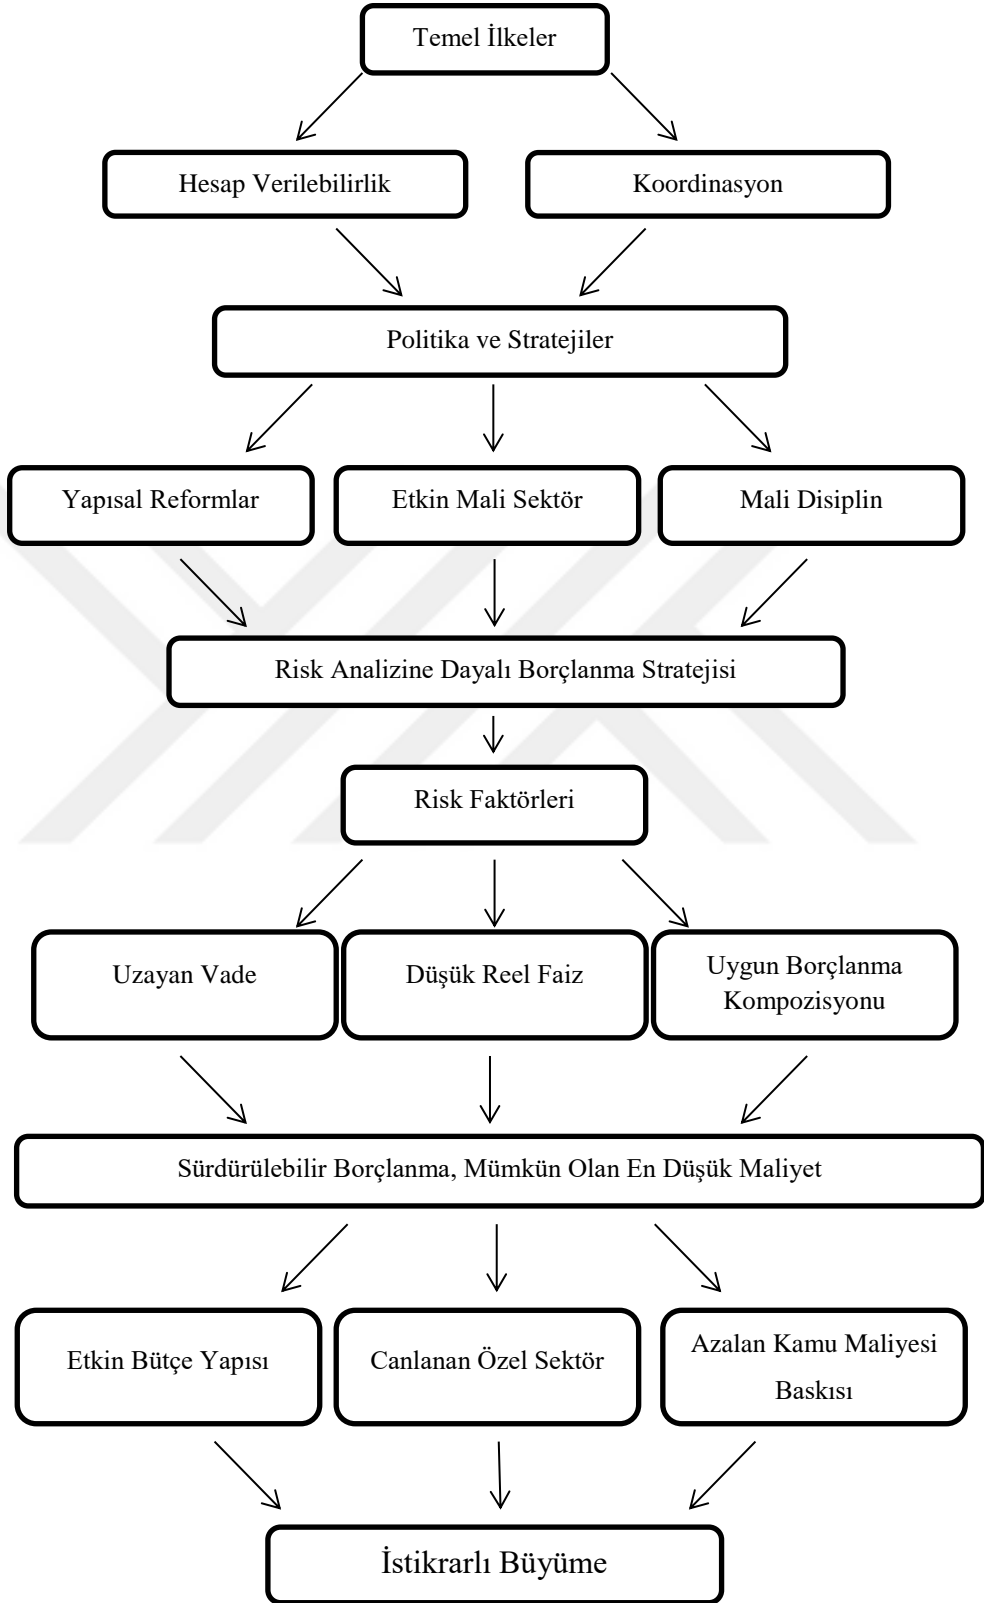 Temel İlkeler
Hesap Verilebilirlik
Koordinasyon
Politika ve Stratejiler
Yapısal Reformlar
Etkin Mali Sektör
Mali Disiplin
Risk Analizine Dayalı Borçlanma Stratejisi
Risk Faktörleri
Uzayan Vade
Düşük Reel Faiz
Uygun Borçlanma
Kompozisyonu
Sürdürülebilir Borçlanma, Mümkün Olan En Düşük Maliyet
Etkin Bütçe Yapısı
Canlanan Özel Sektör
Azalan Kamu Maliyesi
Baskısı
İstikrarlı Büyüme